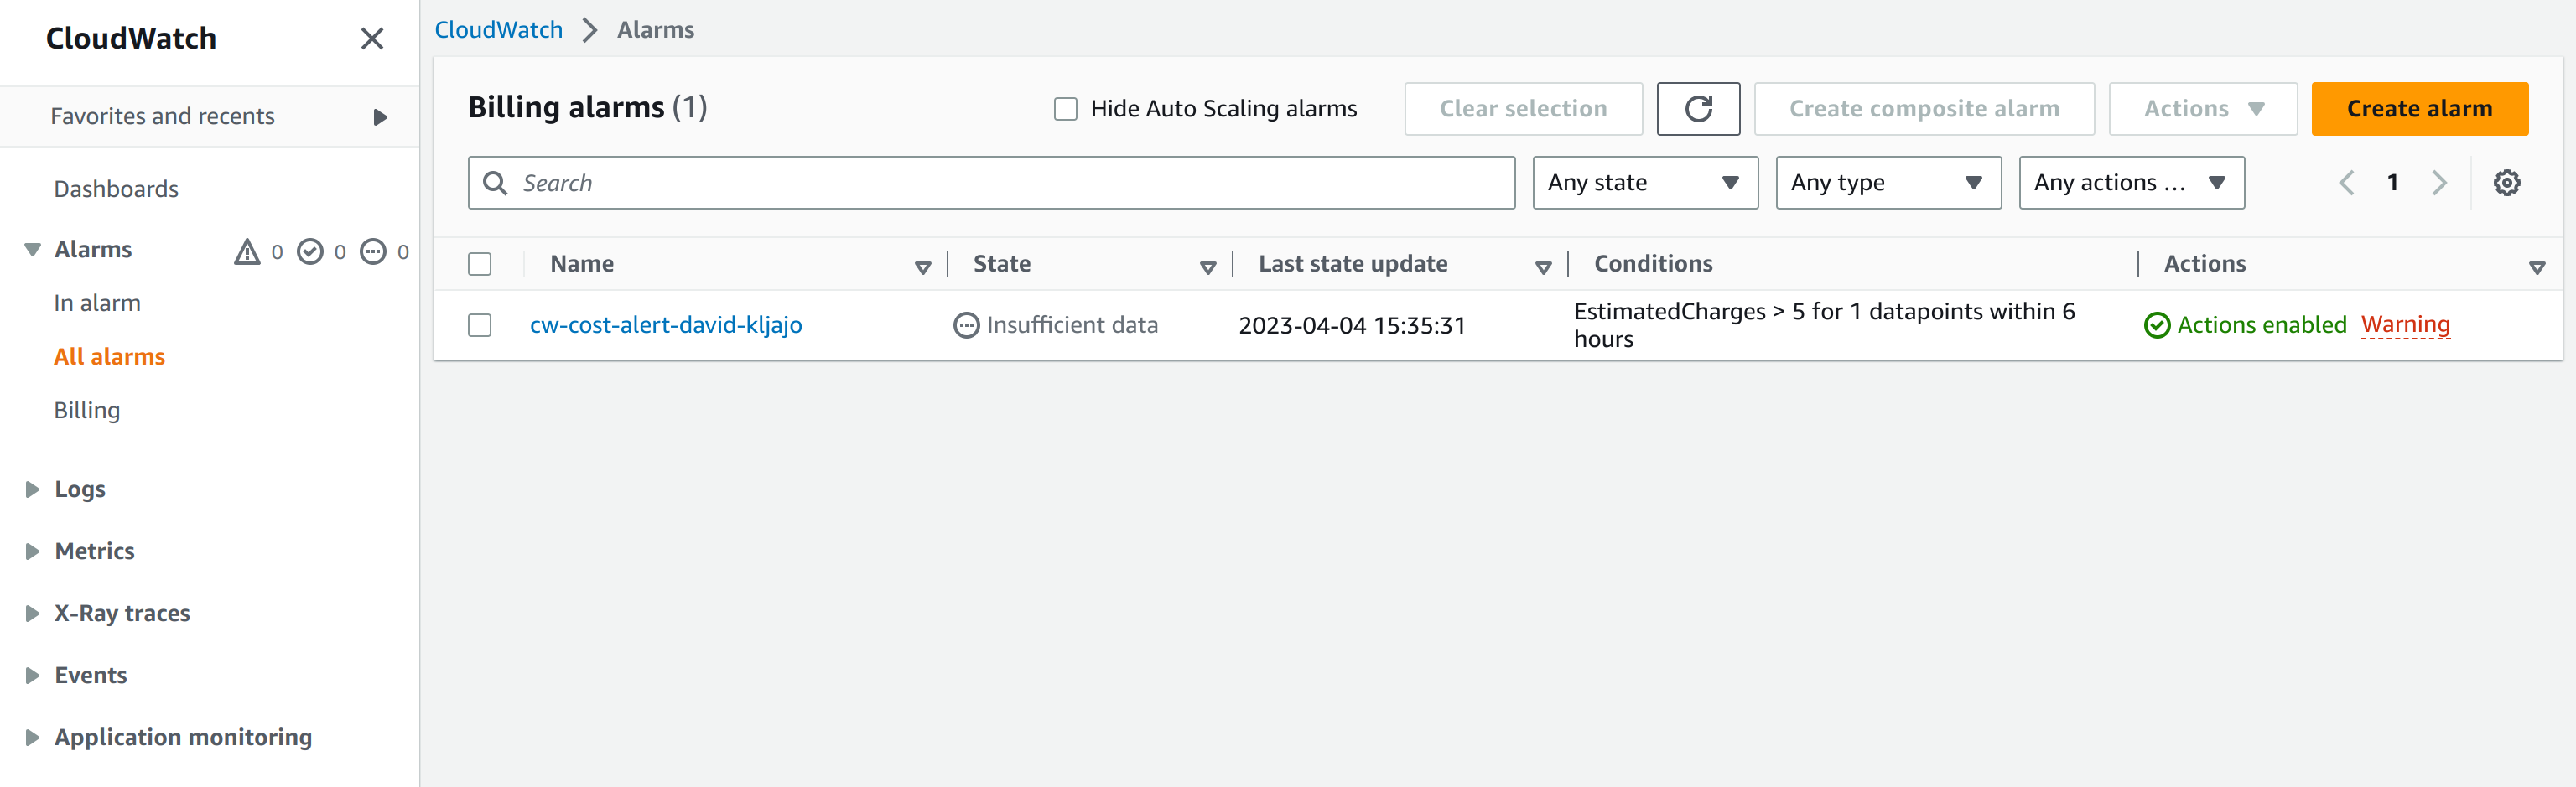 CloudWatch
Favorites and recents
Dashboards
Alarms 0 0 0
In alarm
All alarms
Billing
Logs
Metrics
X-Ray traces
Events
Application monitoring
CloudWatch Alarms
Billing alarms (1) Hide Auto Scaling alarms Clear selection Create composite alarm Actions Create alarm
Search Any state Any type Any actions ... 1
Name State Last state update Conditions Actions
cw-cost-alert-david-kljajo Insufficient data 2023-04-04 15:35:31 EstimatedCharges > 5 for 1 datapoints within 6 Actions enabled Warning
hours